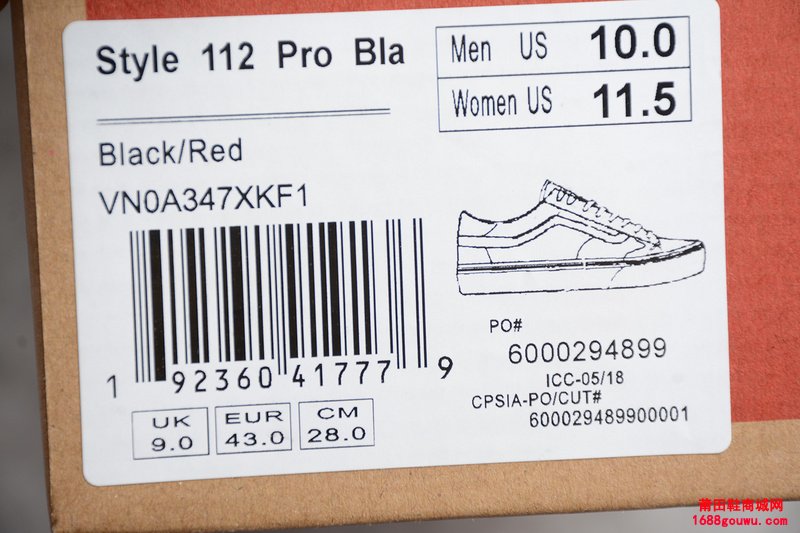 Style 112 Pro Bla
Men US 10.0
Women US 11.5
Black/Red
VN0A347XKF1
1 92360 41777 9
UK 9.0
EUR 43.0
CM 28.0
PO#
6000294899
ICC-05/18
CPSIA-PO/CUT#
600029489900001
莆田鞋商城网
1688gouwu.com